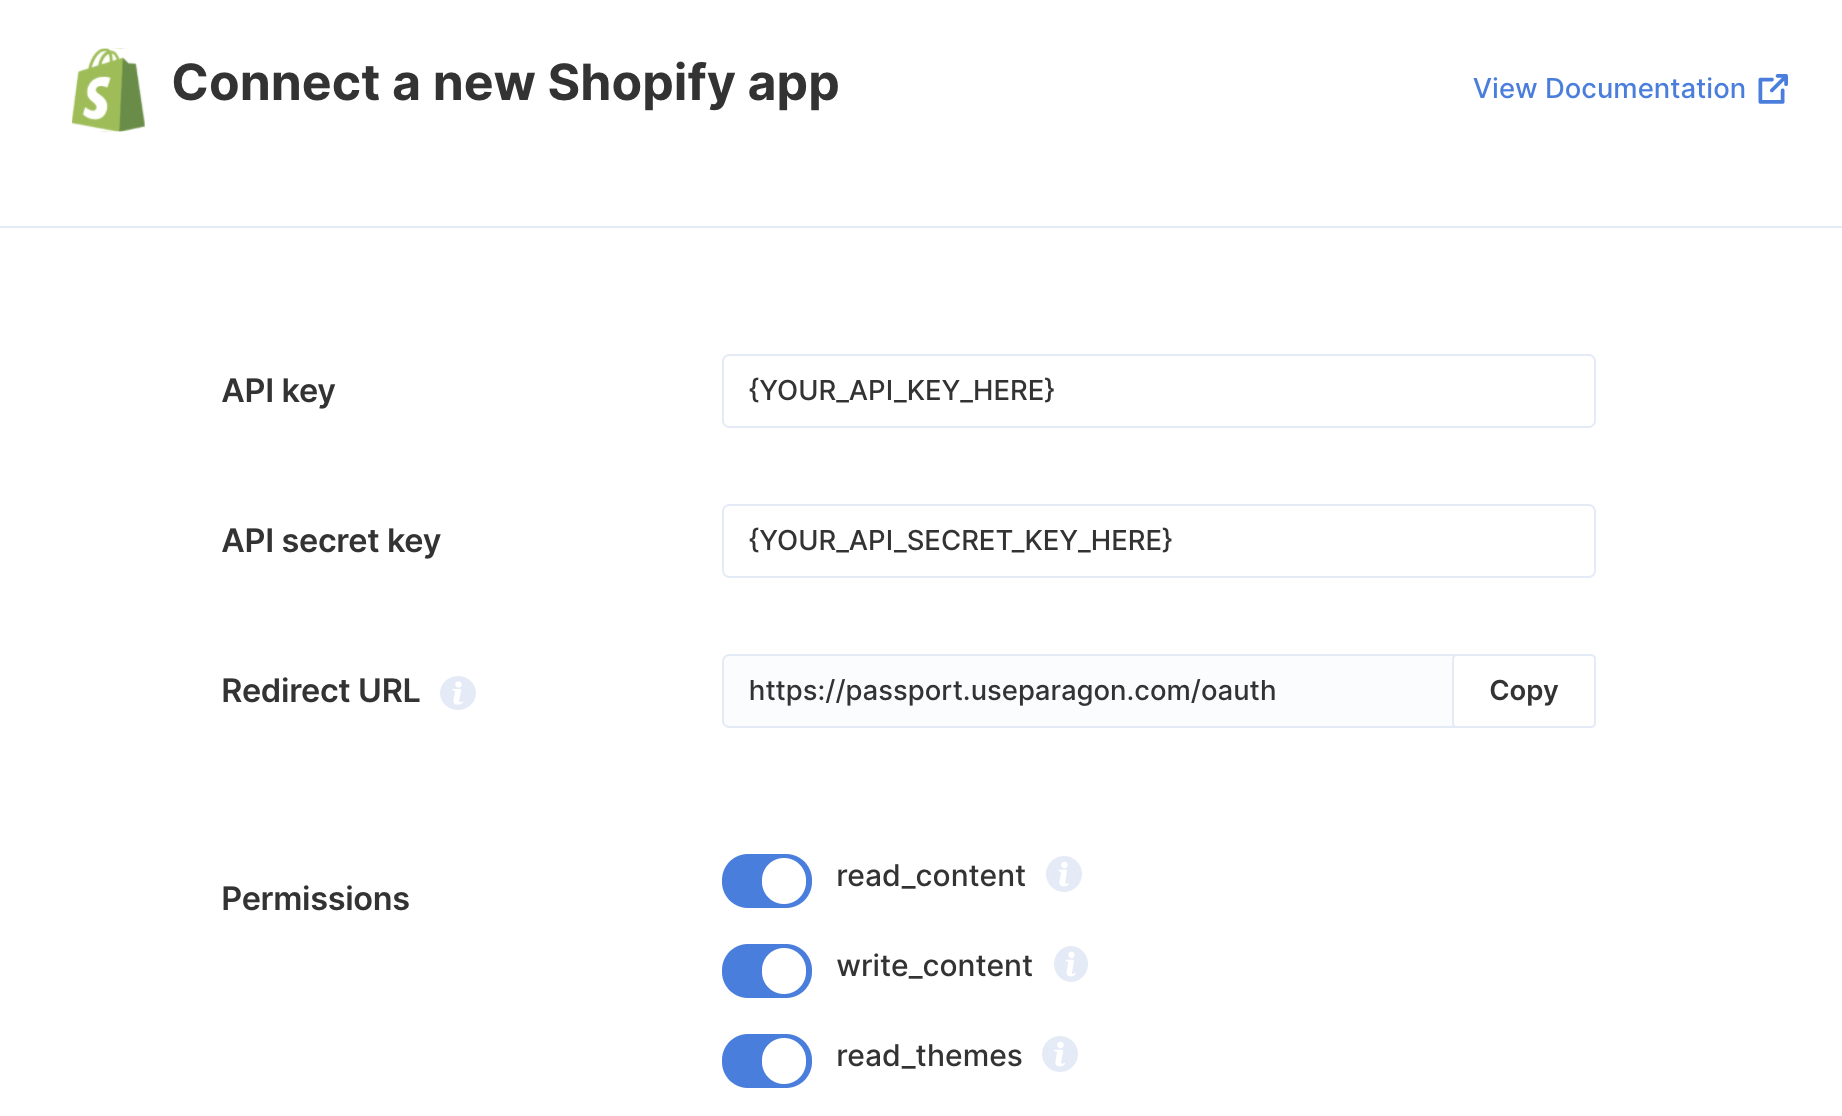 Connect a new Shopify app
View Documentation
API key
{YOUR_API_KEY_HERE}
API secret key
{YOUR_API_SECRET_KEY_HERE}
Redirect URL
https://passport.useparagon.com/oauth
Copy
Permissions
read_content
write_content
read_themes